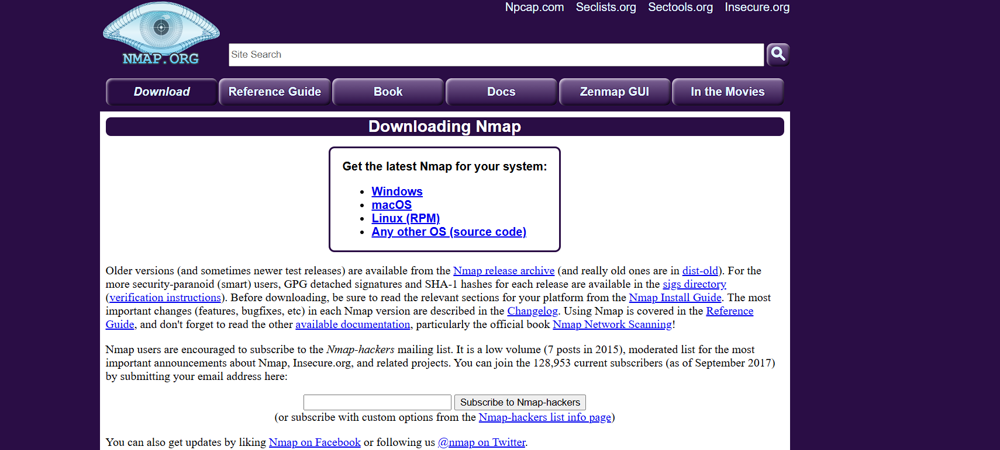 Npcap.com Seclists.org Sectools.org Insecure.org
NMAP.ORG
Site Search
Download Reference Guide Book Docs Zenmap GUI In the Movies
Downloading Nmap
Get the latest Nmap for your system:
• Windows
• macOS
• Linux (RPM)
• Any other OS (source code)
Older versions (and sometimes newer test releases) are available from the Nmap release archive (and really old ones are in dist-old). For the
more security-paranoid (smart) users, GPG detached signatures and SHA-1 hashes for each release are available in the sigs directory
(verification instructions). Before downloading, be sure to read the relevant sections for your platform from the Nmap Install Guide. The most
important changes (features, bugfixes, etc) in each Nmap version are described in the Changelog. Using Nmap is covered in the Reference
Guide, and don't forget to read the other available documentation, particularly the official book Nmap Network Scanning!
Nmap users are encouraged to subscribe to the Nmap-hackers mailing list. It is a low volume (7 posts in 2015), moderated list for the most
important announcements about Nmap, Insecure.org, and related projects. You can join the 128,953 current subscribers (as of September 2017)
by submitting your email address here:
Subscribe to Nmap-hackers
(or subscribe with custom options from the Nmap-hackers list info page)
You can also get updates by liking Nmap on Facebook or following us @nmap on Twitter.